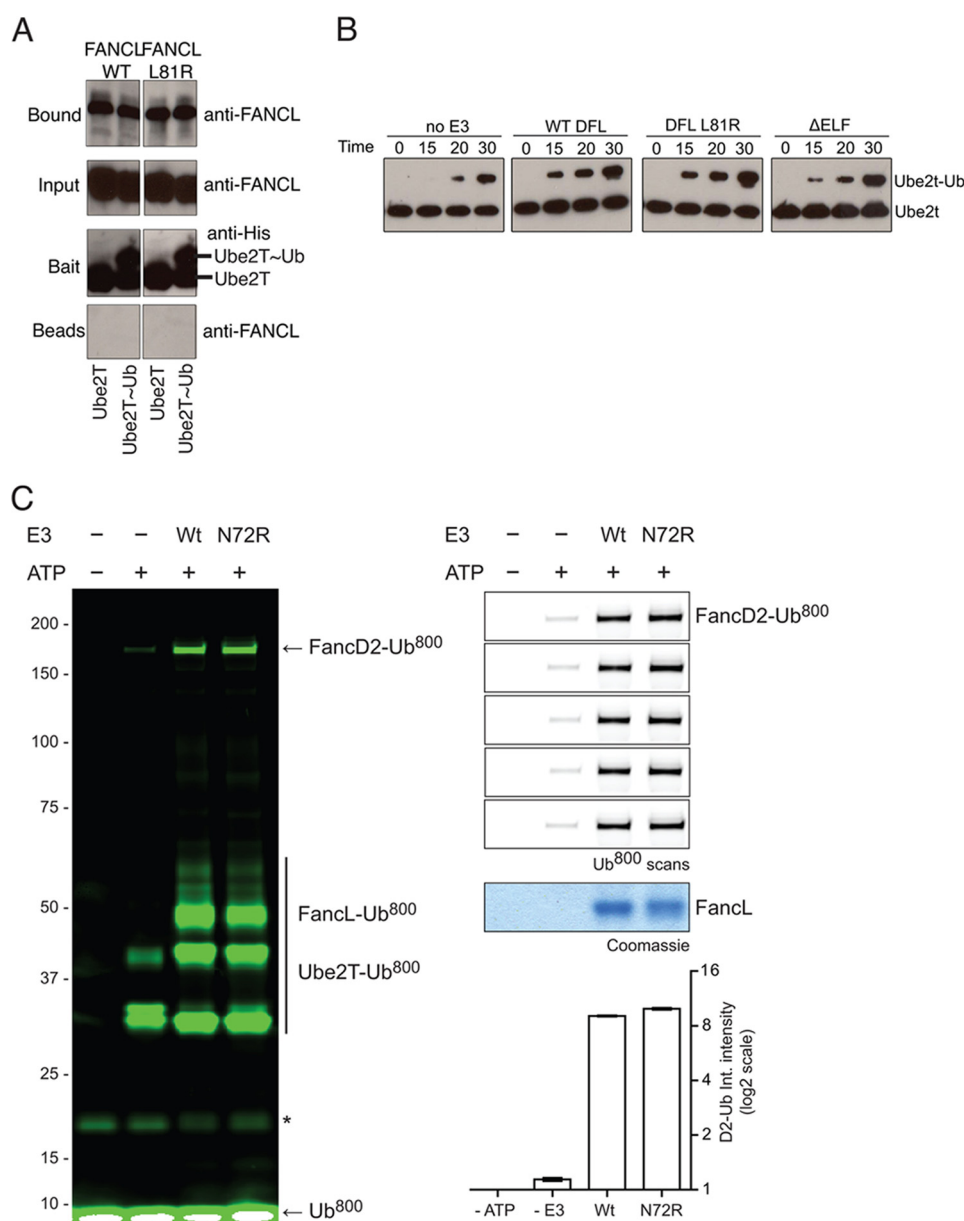 A
FANCL FANCL
WT L81R
Bound anti-FANCL
Input anti-FANCL
anti-His
Bait Ube2T~Ub
Ube2T
Beads anti-FANCL
Ube2T
Ube2T~Ub
Ube2T
Ube2T~Ub
B
no E3 WT DFL DFL L81R ΔELF
Time 0 15 20 30 0 15 20 30 0 15 20 30 0 15 20 30
Ube2t-Ub
Ube2t
C
E3 – – Wt N72R
ATP – + + +
200 -
← FancD2-Ub800
150 -
100 -
75 -
50 -
FancL-Ub800
37 -
Ube2T-Ub800
25 -
*
15 -
10 -
← Ub800
E3 – – Wt N72R
ATP – + + +
FancD2-Ub800
Ub800 scans
FancL
Coomassie
16
8
4
2
1
D2-Ub Int. intensity
(log2 scale)
- ATP - E3 Wt N72R